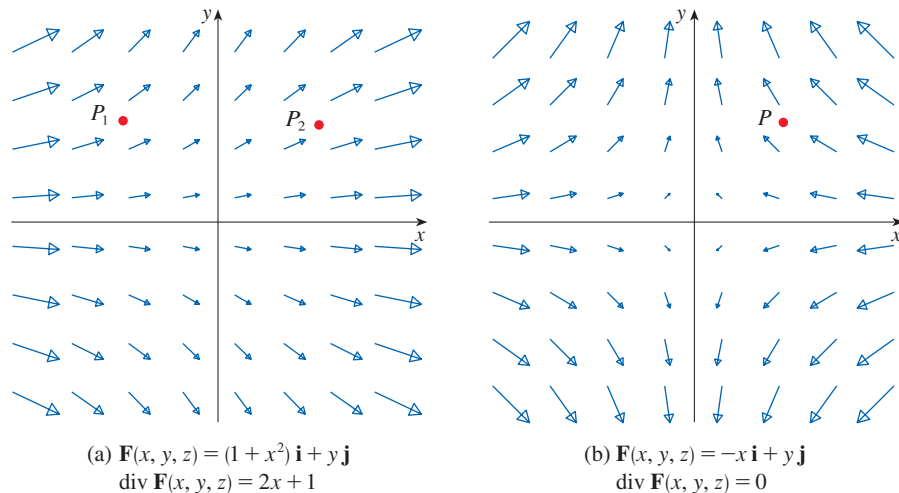 y
P₁
P₂
x
(a) F(x, y, z) = (1 + x²) i + y j
div F(x, y, z) = 2x + 1
y
P
x
(b) F(x, y, z) = −x i + y j
div F(x, y, z) = 0